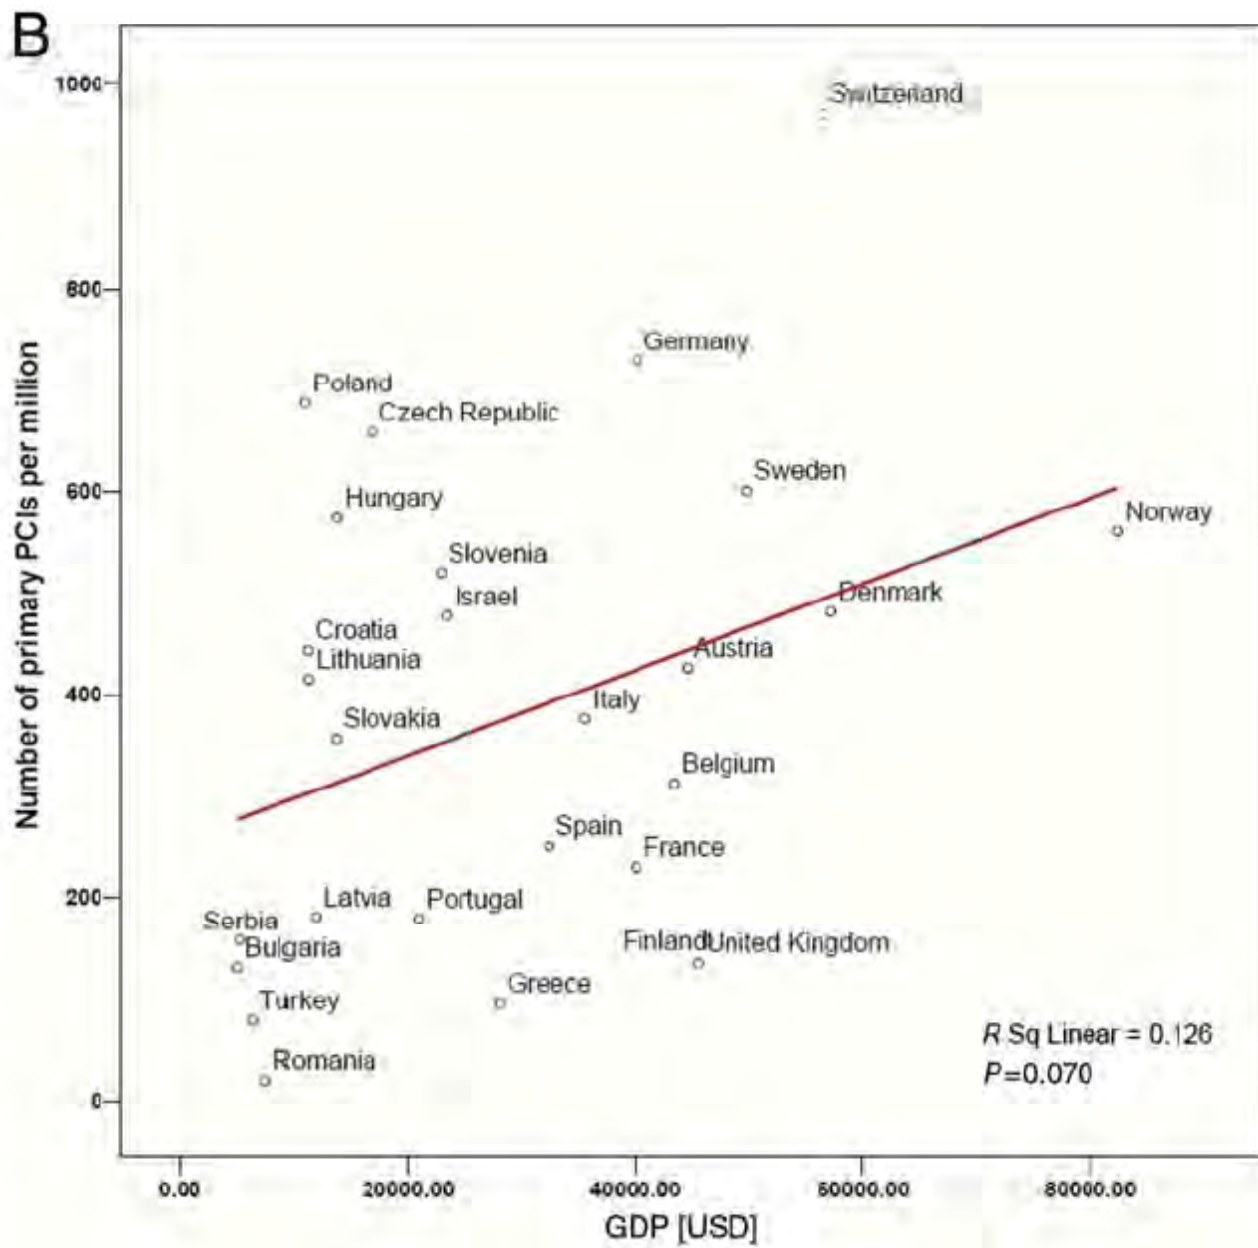 B
1000
Switzerland
800
Germany
Poland
Czech Republic
600
Sweden
Hungary
Norway
Slovenia
Israel
Denmark
Croatia
Austria
Lithuania
400
Italy
Slovakia
Belgium
Spain
France
200
Latvia
Portugal
Serbia
Finland
United Kingdom
Bulgaria
Greece
Turkey
R Sq Linear = 0.126
Romania
P=0.070
0
Number of primary PCIs per million
0.00 20000.00 40000.00 60000.00 80000.00
GDP [USD]